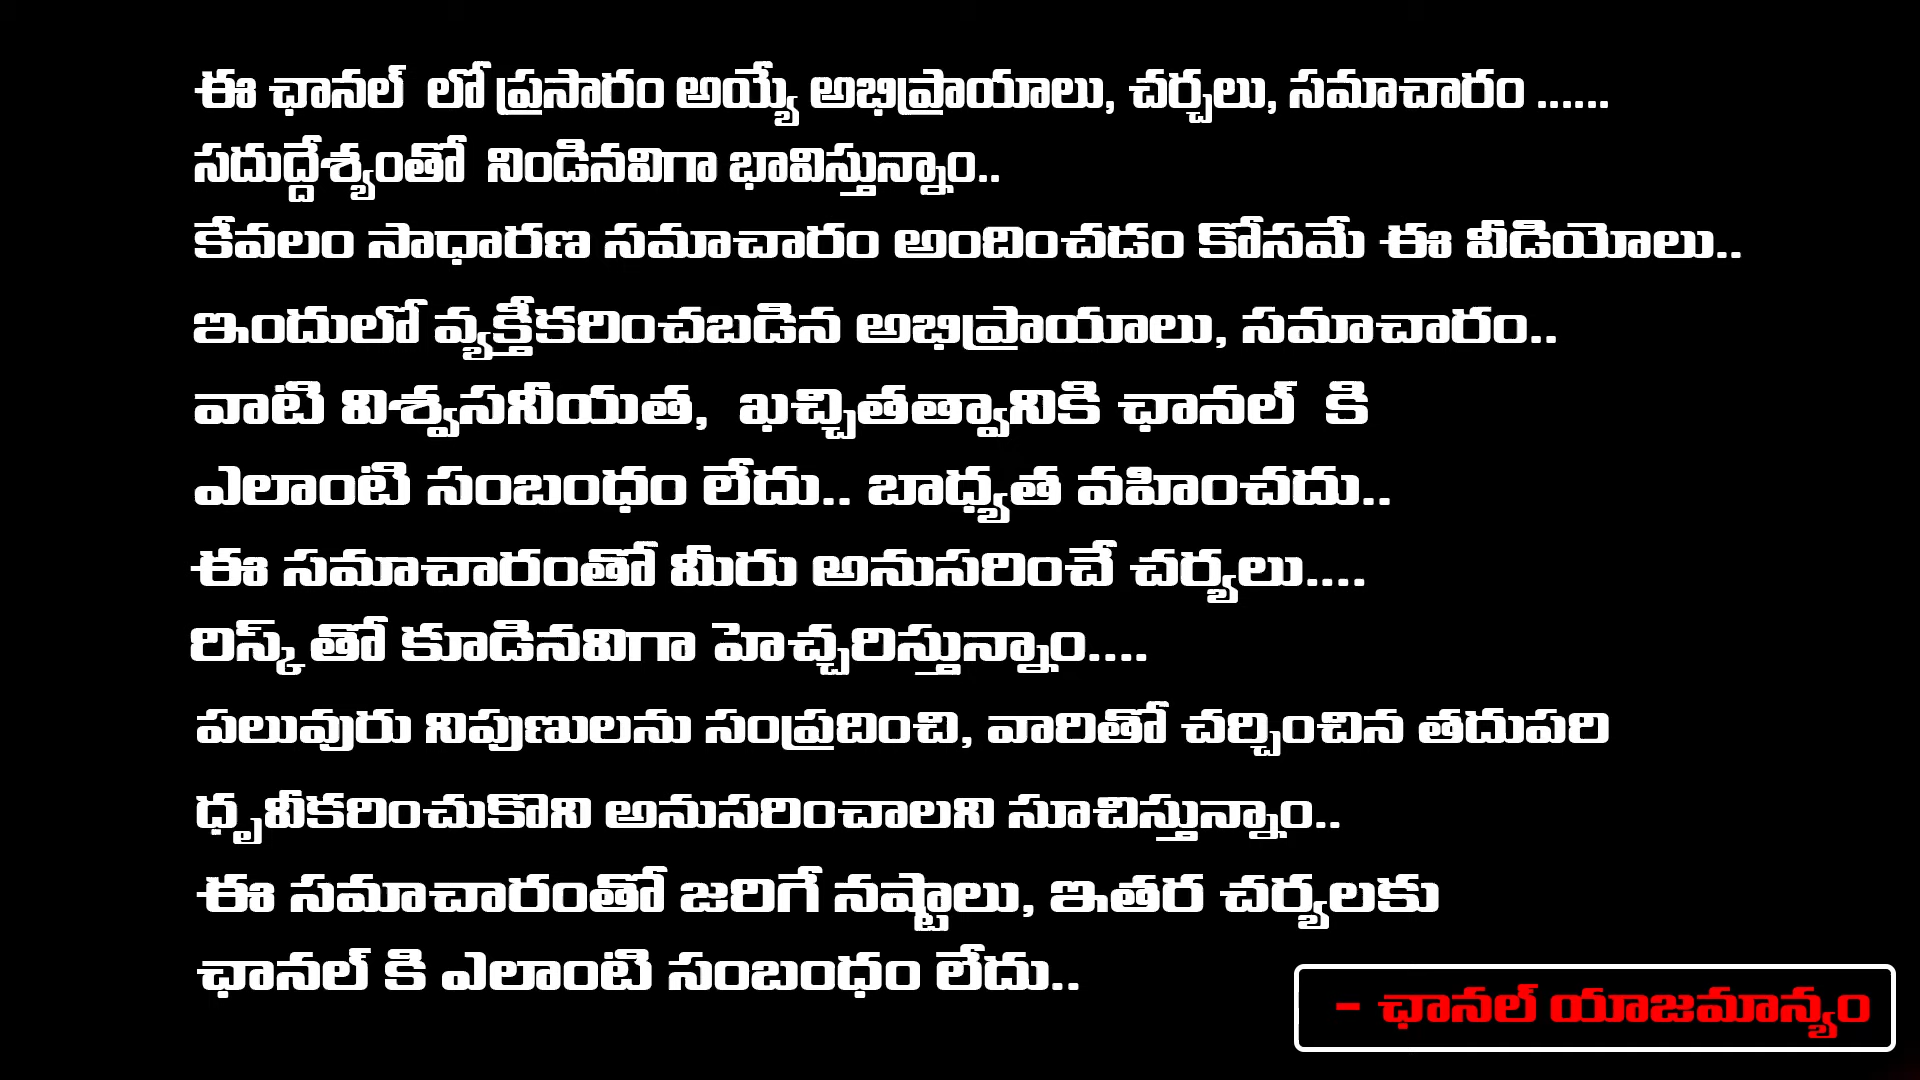 ఈ ఛానల్ లో ప్రసారం అయ్యే అభిప్రాయాలు, చర్చలు, సమాచారం ......
సదుద్దేశ్యంతో నిండినవిగా భావిస్తున్నాం..
కేవలం సాధారణ సమాచారం అందించడం కోసమే ఈ వీడియోలు..
ఇందులో వ్యక్తీకరించబడిన అభిప్రాయాలు, సమాచారం..
వాటి విశ్వసనీయత, ఖచ్చితత్వానికి ఛానల్ కి
ఎలాంటి సంబంధం లేదు.. బాధ్యత వహించదు..
ఈ సమాచారంతో మీరు అనుసరించే చర్యలు....
రిస్క్ తో కూడినవిగా హెచ్చరిస్తున్నాం....
పలువురు నిపుణులను సంప్రదించి, వారితో చర్చించిన తదుపరి
ధృవీకరించుకొని అనుసరించాలని సూచిస్తున్నాం..
ఈ సమాచారంతో జరిగే నష్టాలు, ఇతర చర్యలకు
ఛానల్ కి ఎలాంటి సంబంధం లేదు..
- ఛానల్ యాజమాన్యం